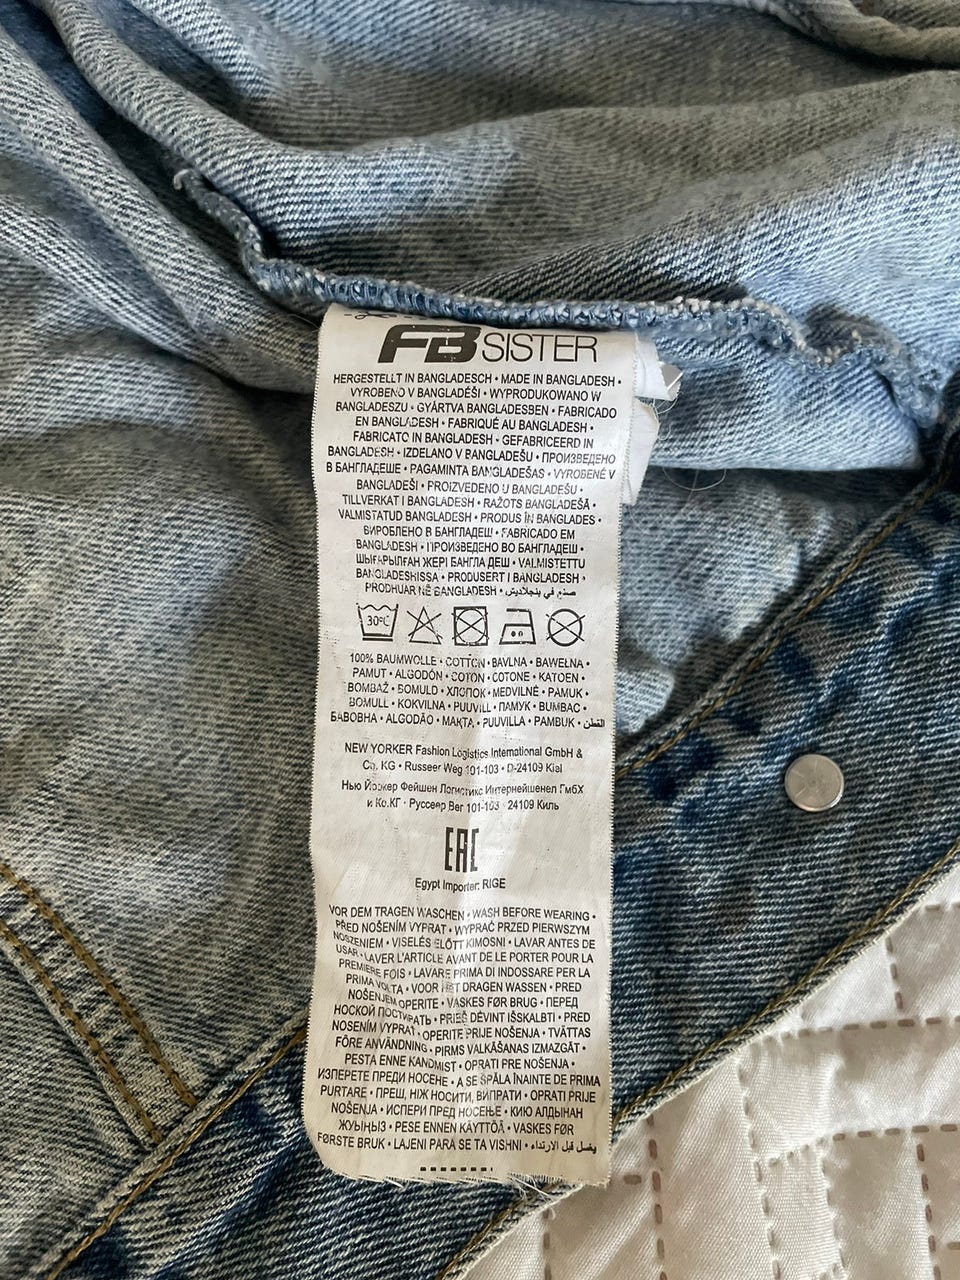 FB SISTER
HERGESTELLT IN BANGLADESCH • MADE IN BANGLADESH •
VYROBENO V BANGLADÉŠI • WYPRODUKOWANO W
BANGLADESZU • GYÁRTVA BANGLADESBEN • FABRICADO
EN BANGLADESH • FABRIQUÉ AU BANGLADESH •
FABRICATO IN BANGLADESH • GEFABRICEERD IN
BANGLADESH • IZDELANO V BANGLADEŠU • ПРОИЗВЕДЕНО
В БАНГЛАДЕШЕ • PAGAMINTA BANGLADEŠAS • VYROBENÉ V
BANGLADÉŠI • PROIZVEDENO U BANGLADEŠU •
TILLVERKAT I BANGLADESH • RAŽOTS BANGLADEŠĀ •
VALMISTATUD BANGLADESH • PRODUS ÎN BANGLADES •
ВИРОБЛЕНО В БАНГЛАДЕШ • FABRICADO EM
BANGLADESH • ПРОИЗВЕДЕНО ВО БАНГЛАДЕШ •
ШЫҒАРЫЛҒАН ЖЕРІ БАНГЛАДЕШ • VALMISTETTU
BANGLADESHISSA • PRODUSERT I BANGLADESH •
PRODHUAR NË BANGLADESH • صنع في بنجلاديش
30°C
100% BAUMWOLLE • COTTON • BAVLNA • BAWEŁNA •
PAMUT • ALGODÓN • COTON • COTONE • KATOEN •
BOMBAŽ • BOMULD • ХЛОПОК • MEDVILNĖ • PAMUK •
BOMULL • KOKVILNA • PUUVILL • ПАМУК • BUMBAC •
БАВОВНА • ALGODÃO • МАҚТА • PUUVILLA • PAMBUK • القطن
NEW YORKER Fashion Logistics International GmbH &
Co. KG • Russeer Weg 101-103 • D-24109 Kiel
Нью Йоркер Фейшен Логистикс Интернейшенел ГмбХ
и Ко.КГ • Руссеер Вег 101-103 • 24109 Киль
EAC
Egypt Importer: RIGE
VOR DEM TRAGEN WASCHEN • WASH BEFORE WEARING •
PŘED NOŠENÍM VYPRAT • WYPRAĆ PRZED PIERWSZYM
NOSZENIEM • VISELÉS ELŐTT KIMOSNI • LAVAR ANTES DE
USAR • LAVER L'ARTICLE AVANT DE LE PORTER POUR LA
PREMIÈRE FOIS • LAVARE PRIMA DI INDOSSARE PER LA
PRIMA VOLTA • VOOR HET DRAGEN WASSEN • PRED
NOŠENJEM OPERITE • VASKES FØR BRUG • ПЕРЕД
НОСКОЙ ПОСТИРАТЬ • PRIEŠ DĖVINT IŠSKALBTI • PRED
NOSENÍM VYPRAŤ • OPERITE PRIJE NOŠENJA • TVÄTTAS
FÖRE ANVÄNDNING • PIRMS VALKĀŠANAS IZMAZGĀT •
PESTA ENNE KANDMIST • OPRATI PRE NOŠENJA •
ИЗПЕРЕТЕ ПРЕДИ НОСЕНЕ • A SE SPĂLA ÎNAINTE DE PRIMA
PURTARE • ПРЕШ, НІЖ НОСИТИ, ВИПРАТИ • OPRATI PRIJE
NOŠENJA • ИСПЕРИ ПРЕД НОСЕЊЕ • КИЮ АЛДЫНАН
ЖУЫҢЫЗ • PESE ENNEN KÄYTTÖÄ • VASKES FØR
FØRSTE BRUK • LAJENI PARA SE TA VISHNI • يغسل قبل الارتداء